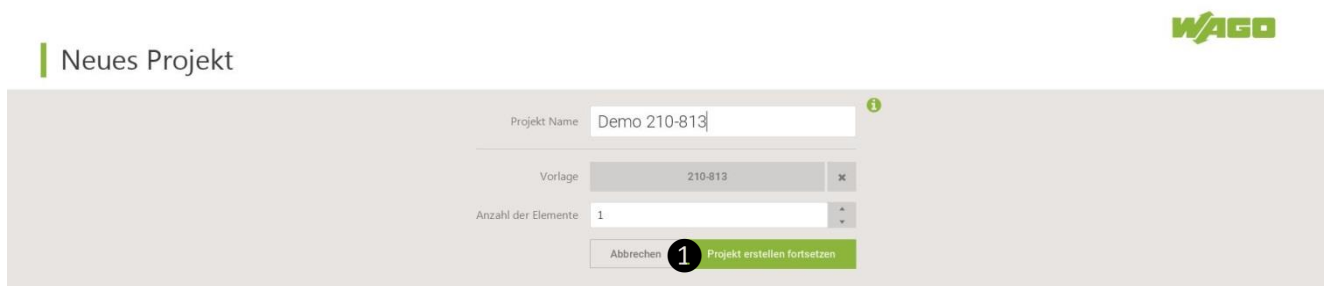 WAGO
Neues Projekt
Projekt Name Demo 210-813
Vorlage 210-813
Anzahl der Elemente 1
Abbrechen 1 Projekt erstellen fortsetzen